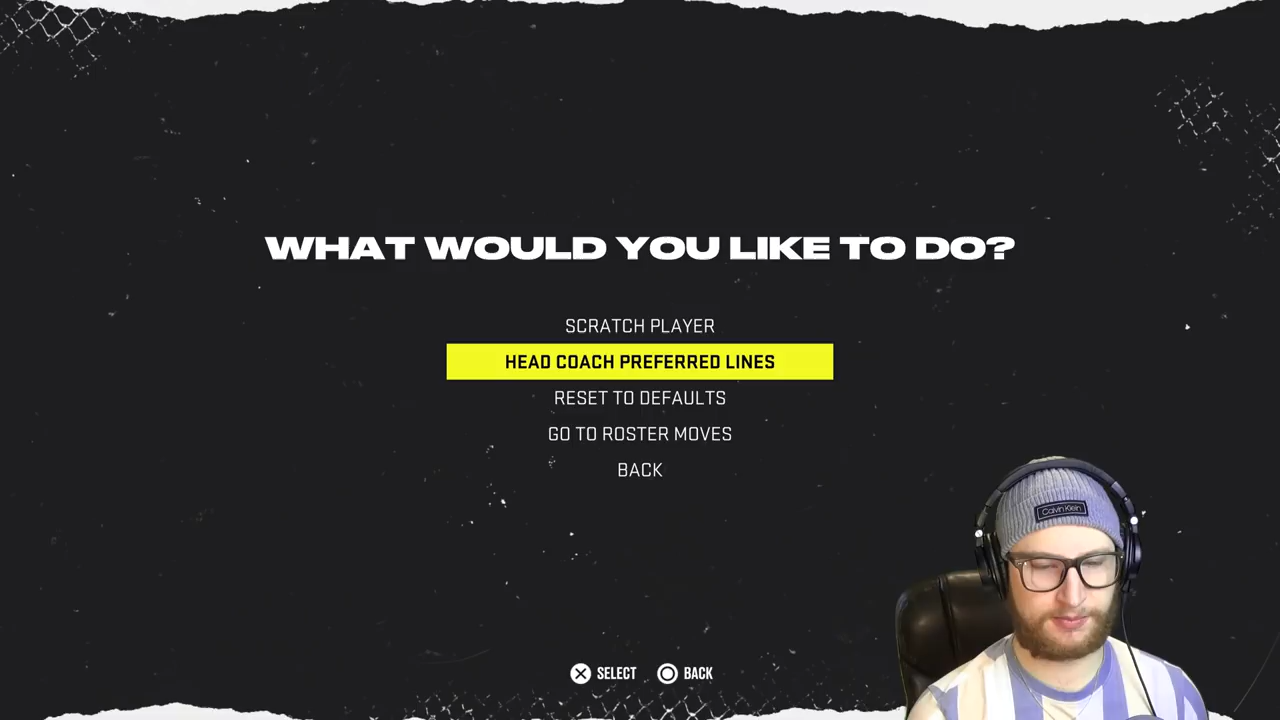 WHAT WOULD YOU LIKE TO DO?
SCRATCH PLAYER
HEAD COACH PREFERRED LINES
RESET TO DEFAULTS
GO TO ROSTER MOVES
BACK
Calvin Klein
SELECT BACK